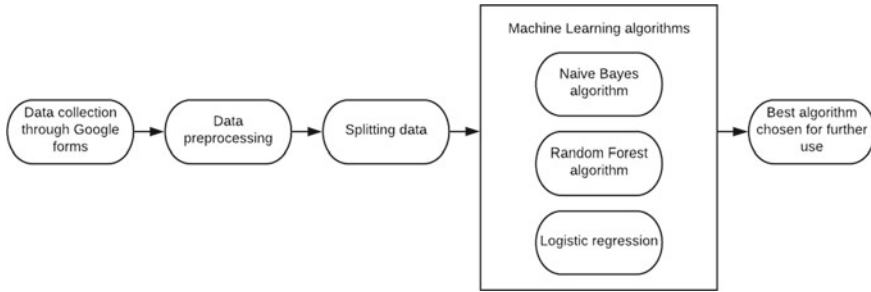 Data collection
through Google
forms
Data
preprocessing
Splitting data
Machine Learning algorithms
Naive Bayes
algorithm
Random Forest
algorithm
Logistic regression
Best algorithm
chosen for further
use